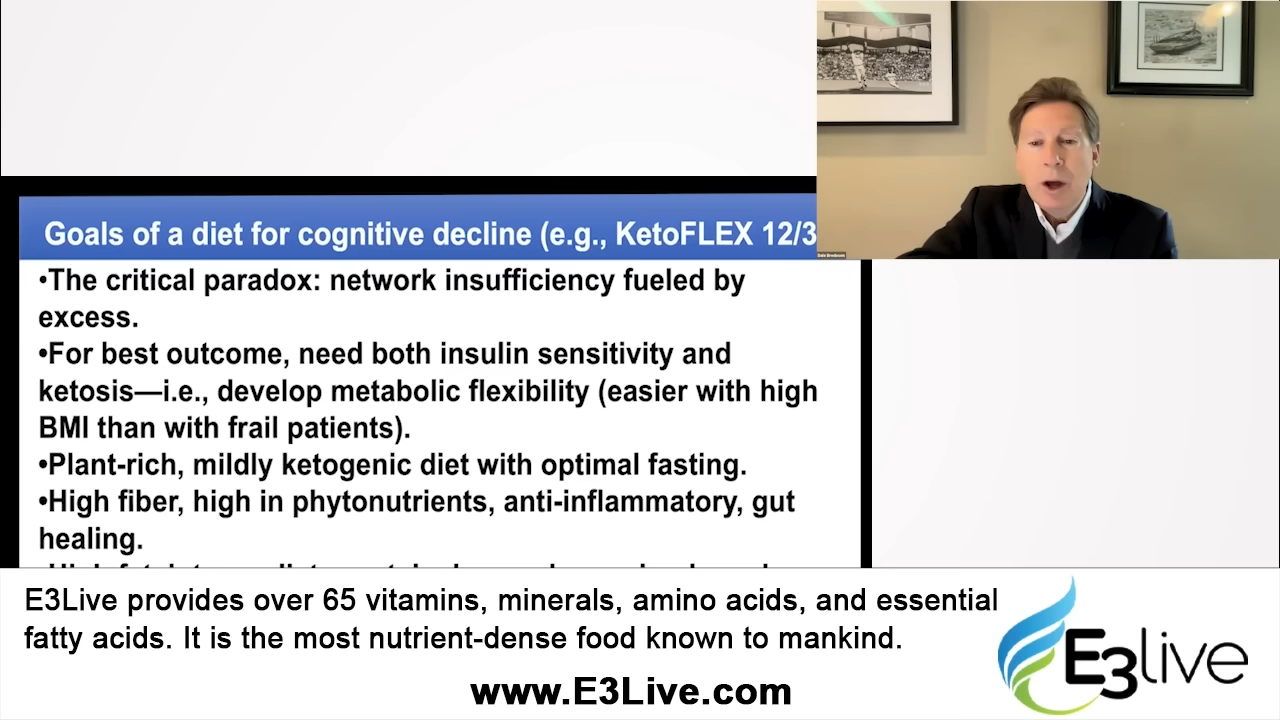 Goals of a diet for cognitive decline (e.g., KetoFLEX 12/3
•The critical paradox: network insufficiency fueled by
excess.
•For best outcome, need both insulin sensitivity and
ketosis—i.e., develop metabolic flexibility (easier with high
BMI than with frail patients).
•Plant-rich, mildly ketogenic diet with optimal fasting.
•High fiber, high in phytonutrients, anti-inflammatory, gut
healing.
Dale Bredesen
E3Live provides over 65 vitamins, minerals, amino acids, and essential
fatty acids. It is the most nutrient-dense food known to mankind.
www.E3Live.com
E3live